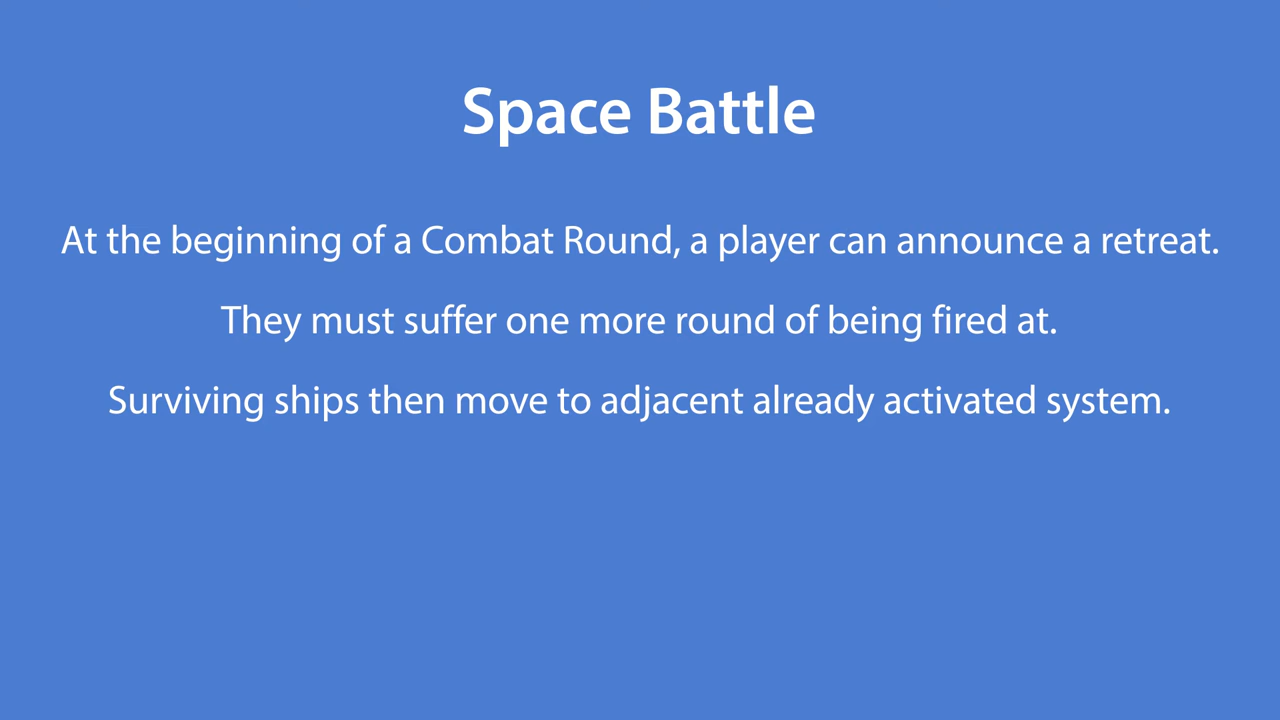 Space Battle
At the beginning of a Combat Round, a player can announce a retreat.
They must suffer one more round of being fired at.
Surviving ships then move to adjacent already activated system.